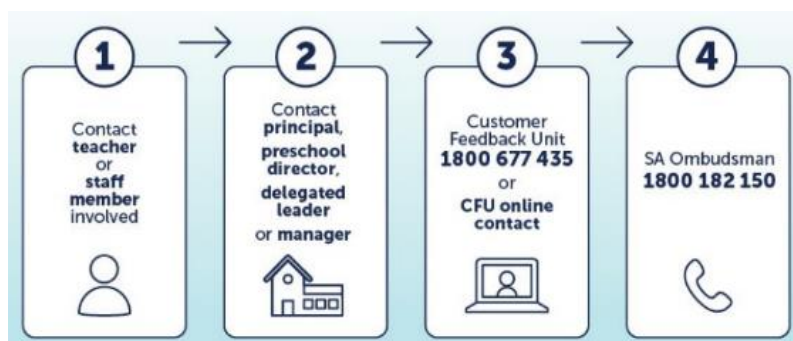 1
Contact
teacher
or
staff
member
involved
2
Contact
principal,
preschool
director,
delegated
leader
or manager
3
Customer
Feedback Unit
1800 677 435
or
CFU online
contact
4
SA Ombudsman
1800 182 150